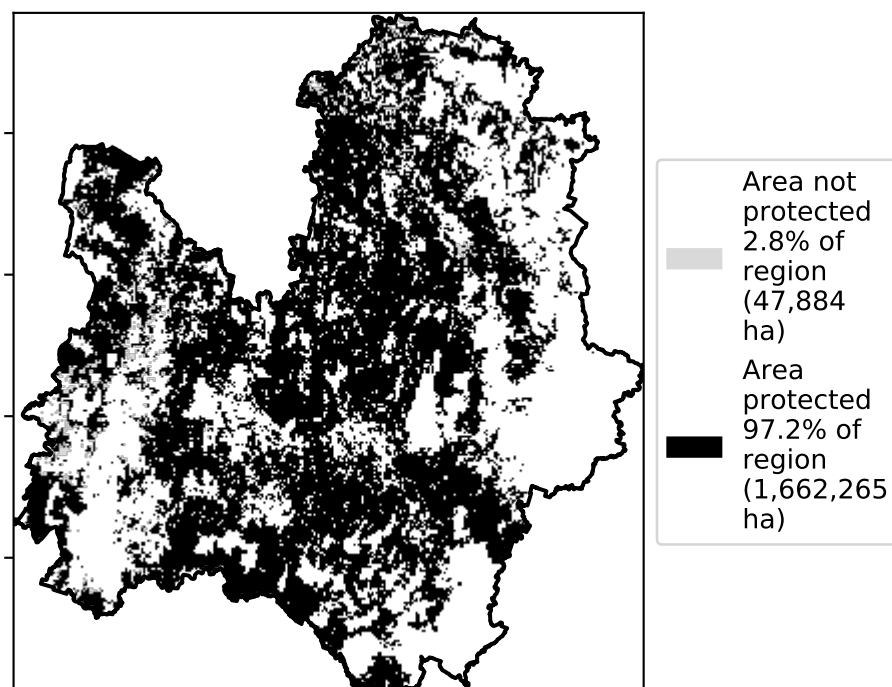 Area not
protected
2.8% of
region
(47,884
ha)
Area
protected
97.2% of
region
(1,662,265
ha)